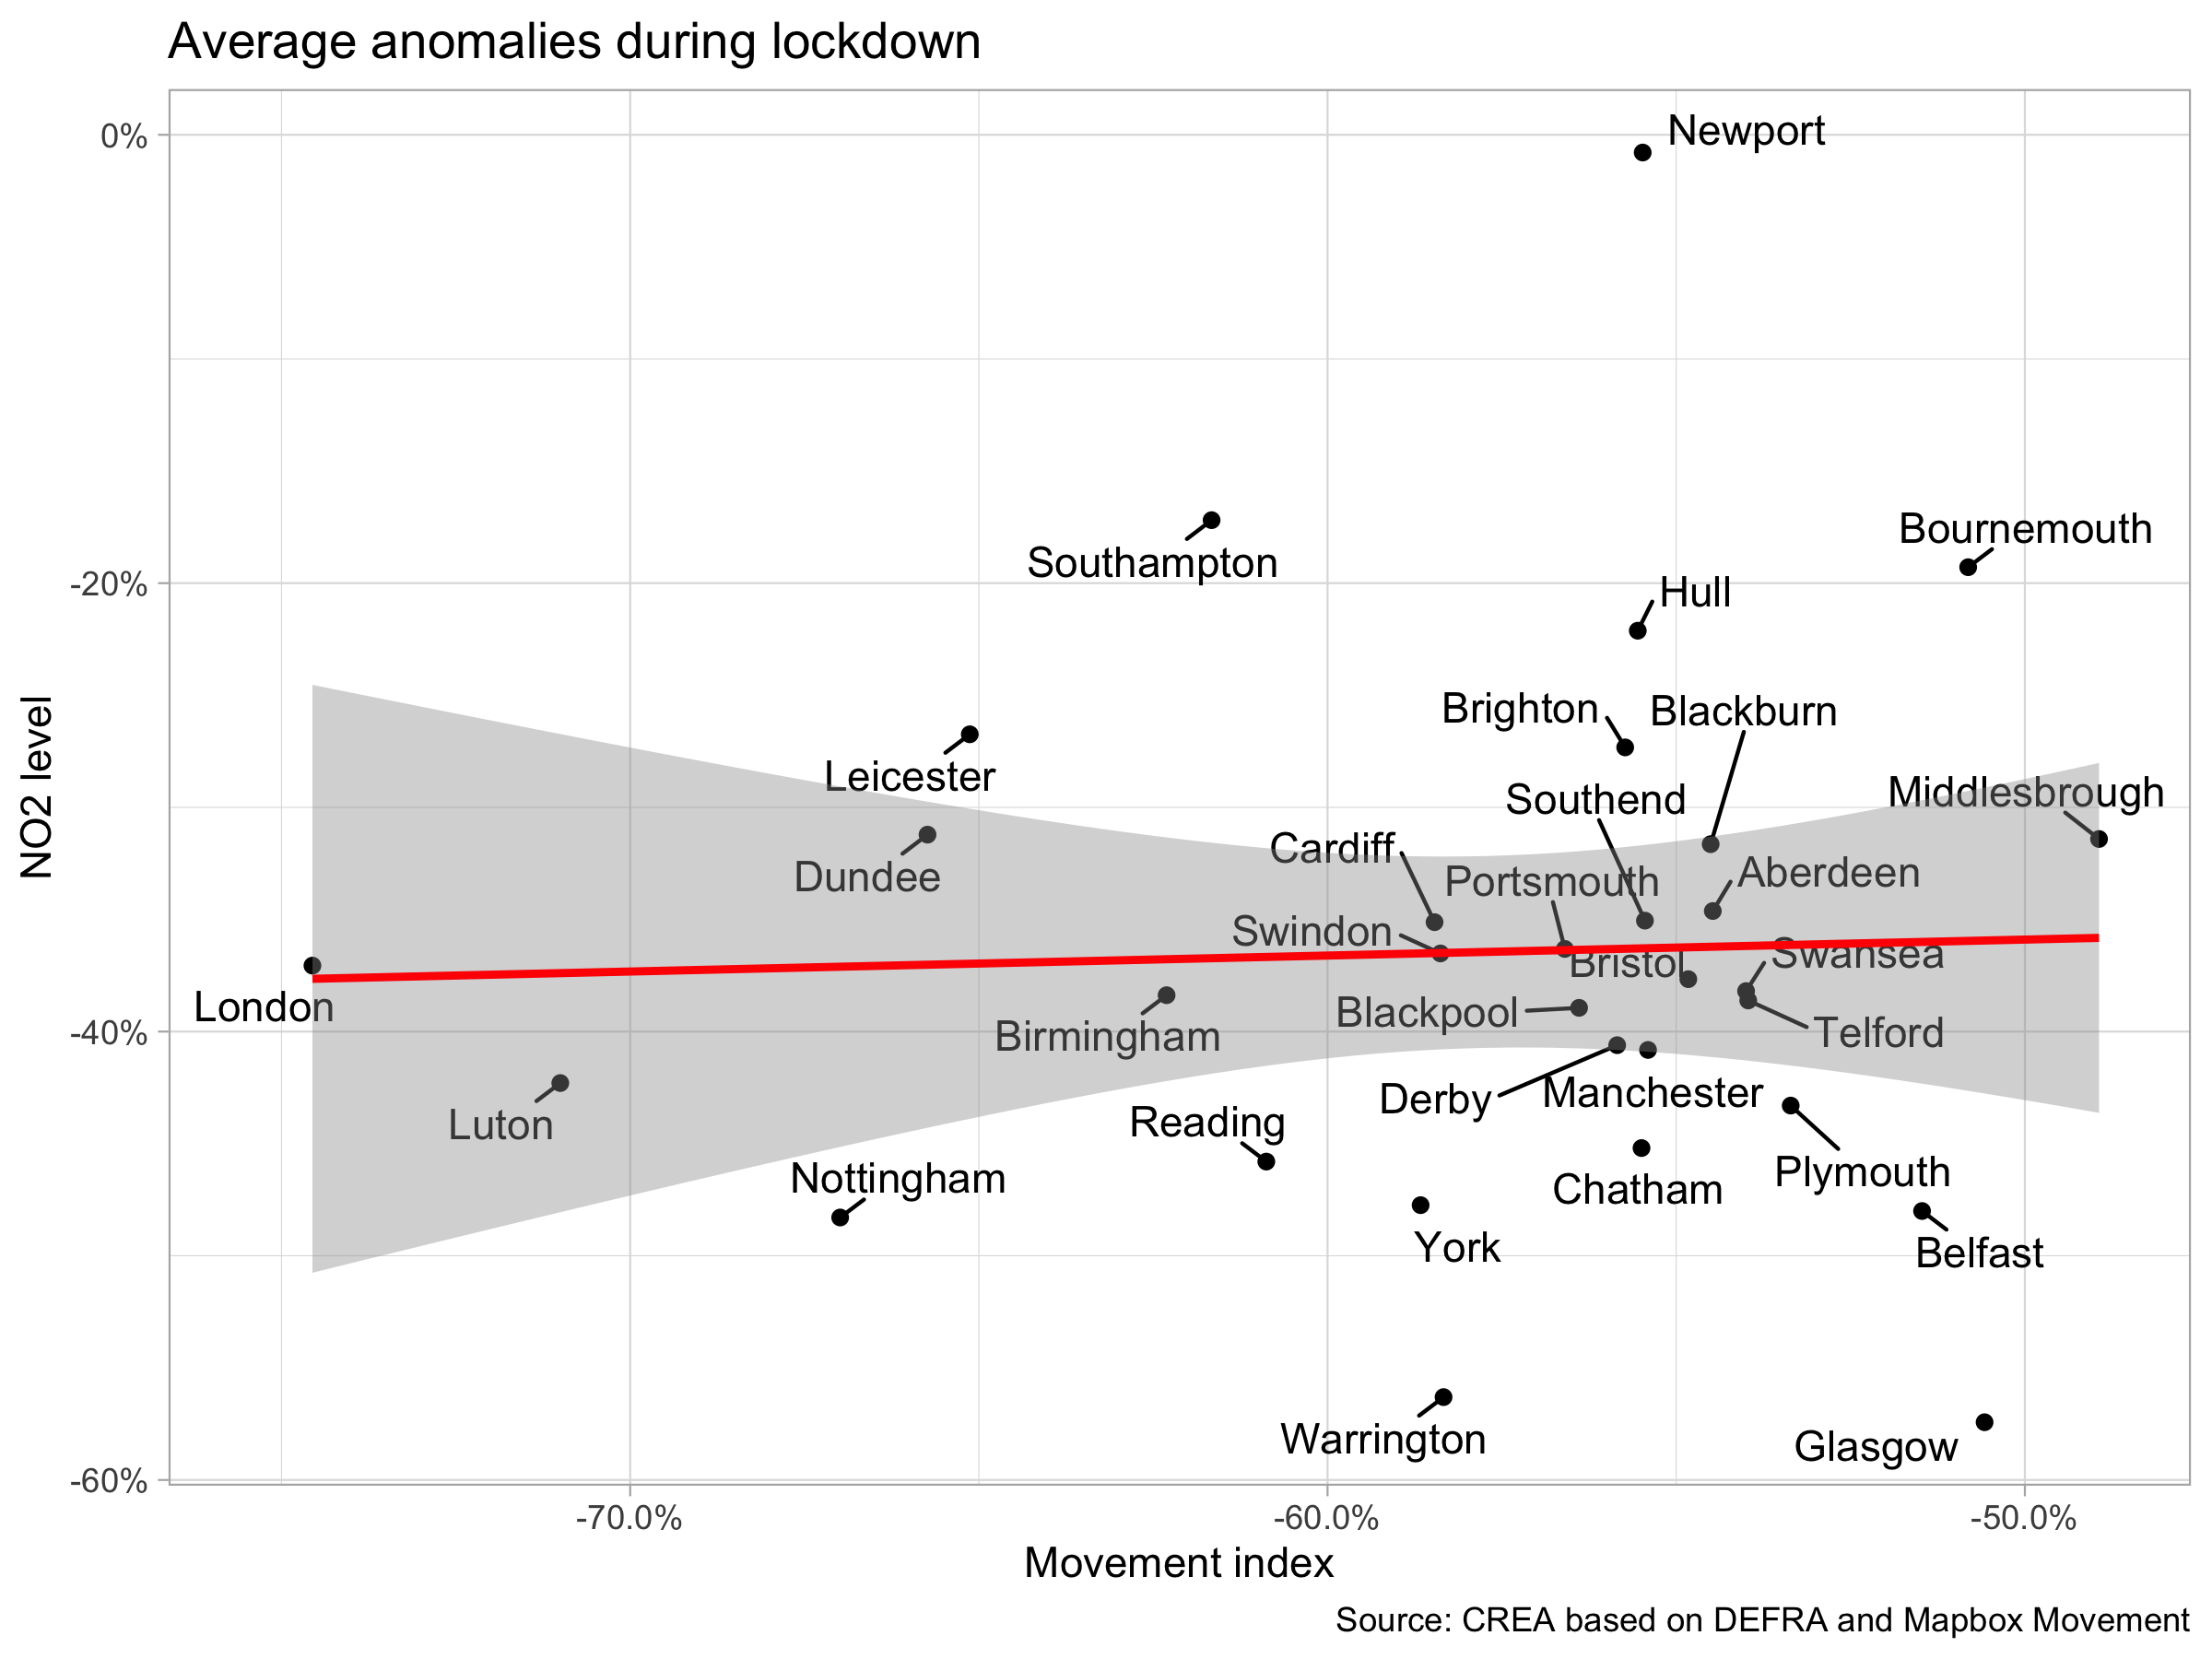 Average anomalies during lockdown
NO2 level
0%
-20%
-40%
-60%
Newport
Southampton
Bournemouth
Hull
Brighton
Blackburn
Leicester
Southend
Middlesbrough
Cardiff
Dundee
Portsmouth
Aberdeen
Swindon
Bristol
Swansea
London
Blackpool
Birmingham
Telford
Derby
Manchester
Luton
Reading
Nottingham
Chatham
Plymouth
York
Belfast
Warrington
Glasgow
-70.0%
-60.0%
-50.0%
Movement index
Source: CREA based on DEFRA and Mapbox Movement